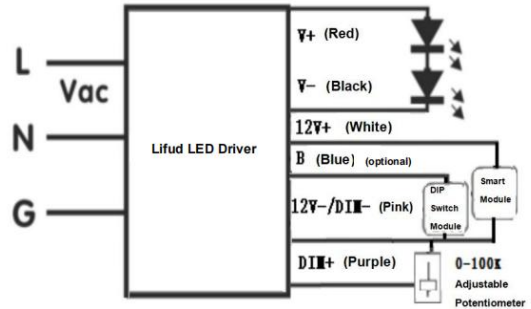 L
Vac
N
G
Lifud LED Driver
V+ (Red)
V- (Black)
12V+ (White)
B (Blue) (optional)
12V-/DIM- (Pink)
DIM+ (Purple)
DIP
Switch
Module
Smart
Module
0-100K
Adjustable
Potentiometer